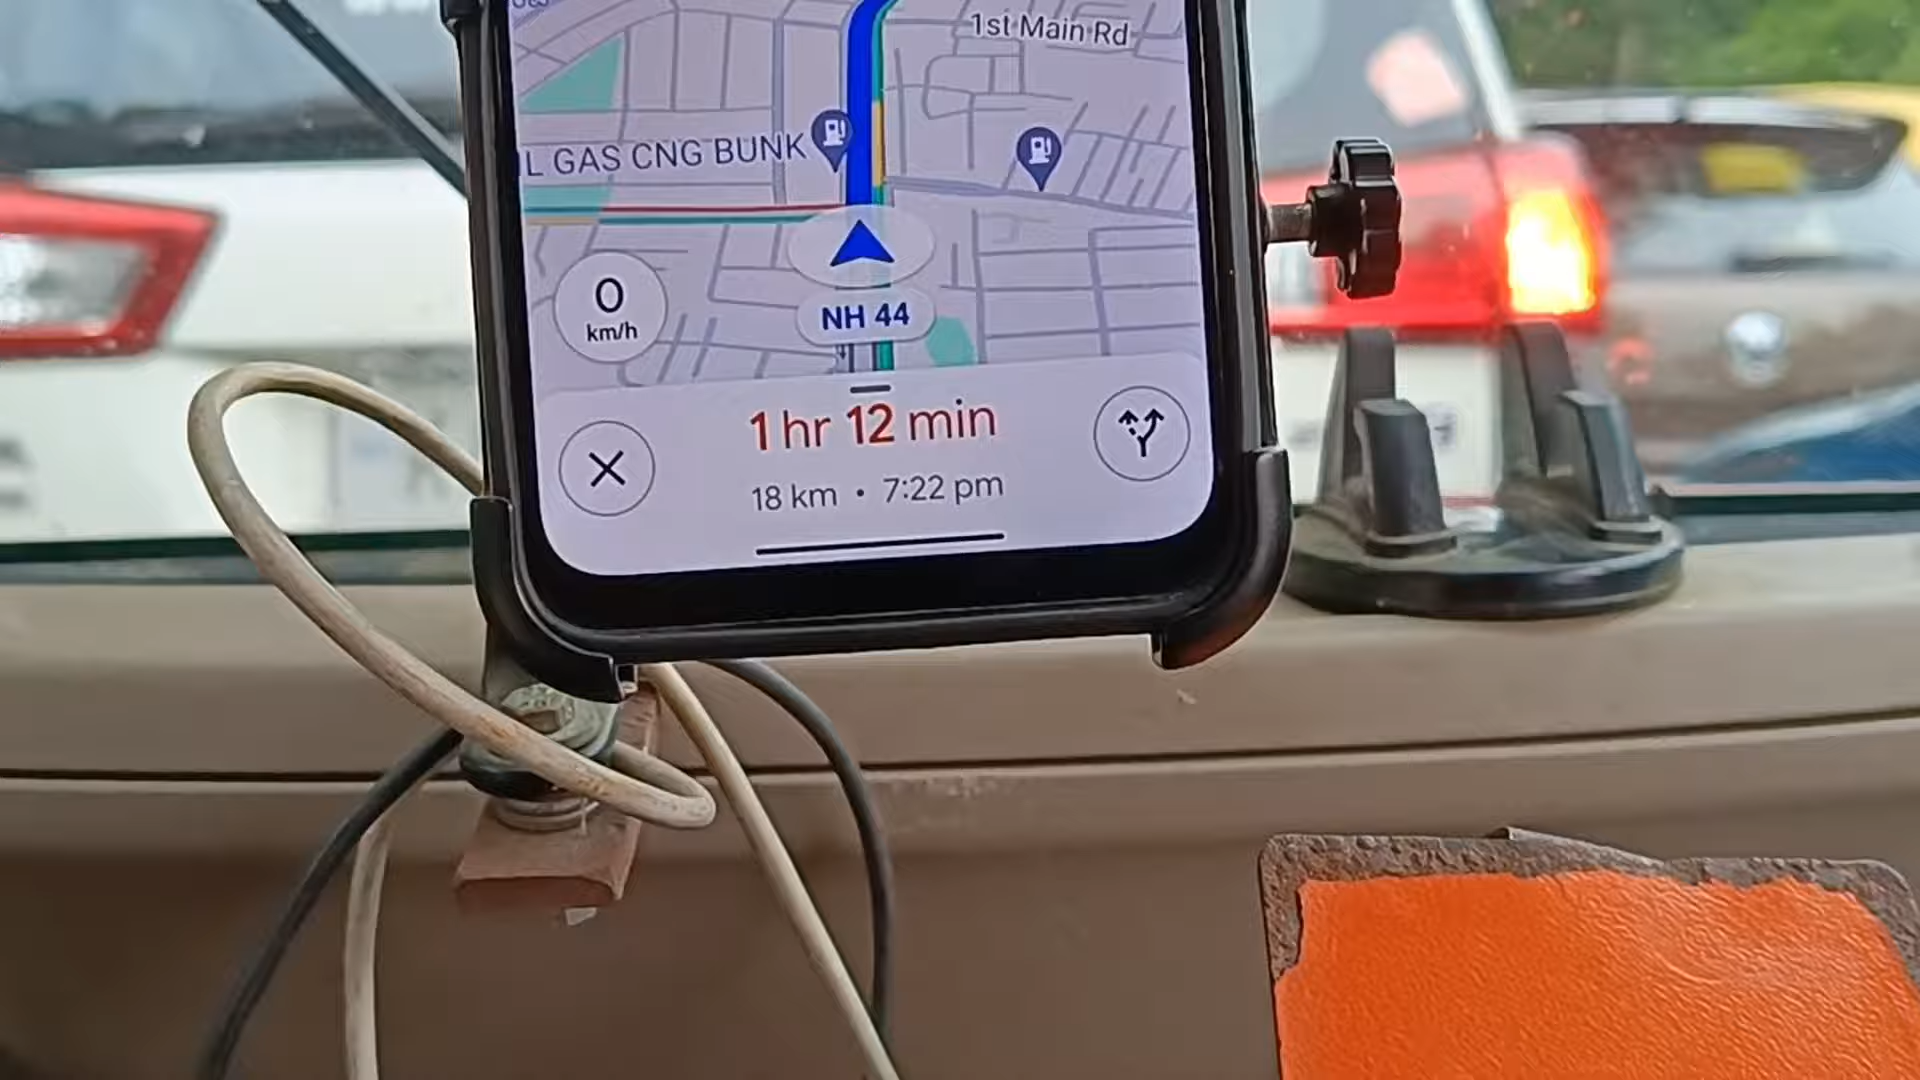 1st Main Rd
L GAS CNG BUNK
0
km/h
NH 44
1 hr 12 min
18 km • 7:22 pm